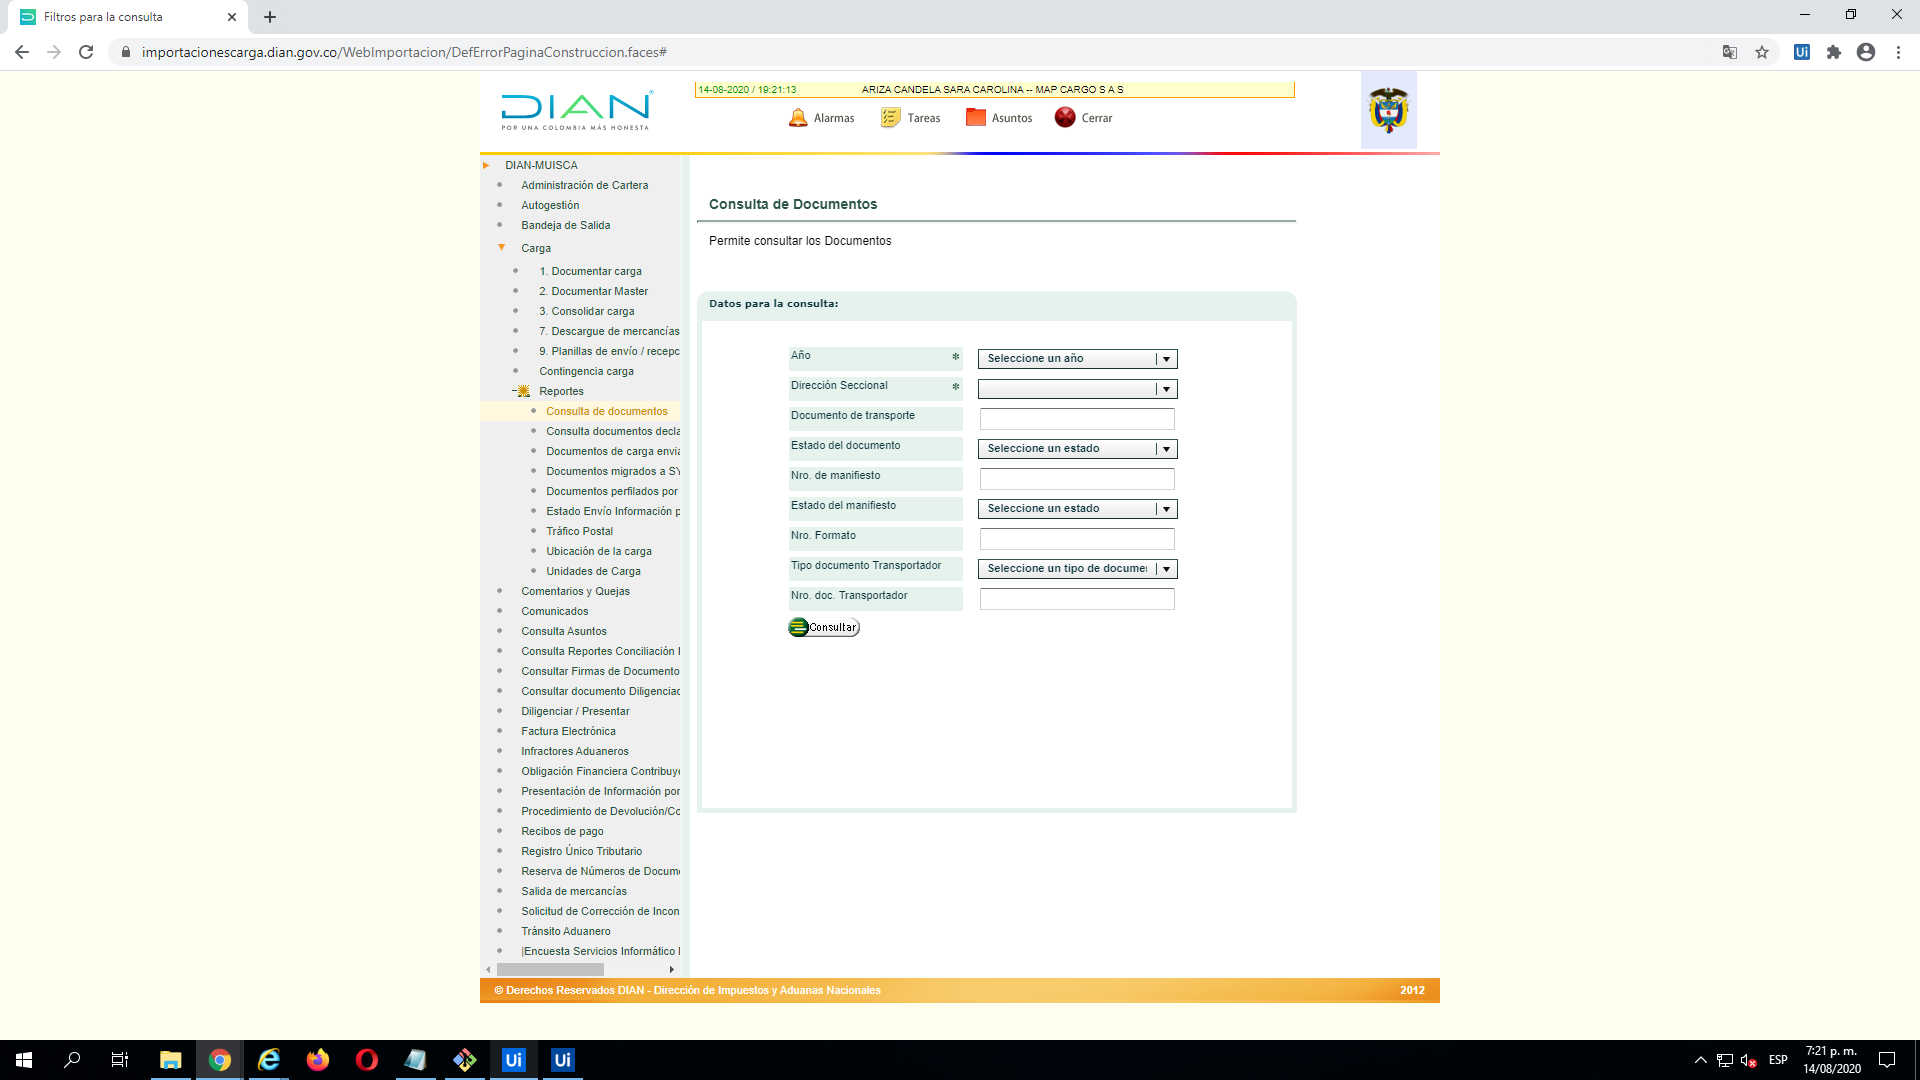 Filtros para la consulta
importacionescarga.dian.gov.co/WebImportacion/DefErrorPaginaConstruccion.faces#
DIAN
POR UNA COLOMBIA MÁS HONESTA
14-08-2020 / 19:21:13
ARIZA CANDELA SARA CAROLINA -- MAP CARGO S A S
Alarmas
Tareas
Asuntos
Cerrar
DIAN-MUISCA
Administración de Cartera
Autogestión
Bandeja de Salida
Carga
1. Documentar carga
2. Documentar Master
3. Consolidar carga
7. Descargue de mercancías
9. Planillas de envío / recepc
Contingencia carga
Reportes
Consulta de documentos
Consulta documentos decla
Documentos de carga envia
Documentos migrados a SY
Documentos perfilados por
Estado Envío Información p
Tráfico Postal
Ubicación de la carga
Unidades de Carga
Comentarios y Quejas
Comunicados
Consulta Asuntos
Consulta Reportes Conciliación
Consultar Firmas de Documento
Consultar documento Diligenciad
Diligenciar / Presentar
Factura Electrónica
Infractores Aduaneros
Obligación Financiera Contribuye
Presentación de Información por
Procedimiento de Devolución/Co
Recibos de pago
Registro Único Tributario
Reserva de Números de Docum
Salida de mercancías
Solicitud de Corrección de Incon
Tránsito Aduanero
|Encuesta Servicios Informático
Consulta de Documentos
Permite consultar los Documentos
Datos para la consulta:
Año * Seleccione un año
Dirección Seccional *
Documento de transporte
Estado del documento Seleccione un estado
Nro. de manifiesto
Estado del manifiesto Seleccione un estado
Nro. Formato
Tipo documento Transportador Seleccione un tipo de docume
Nro. doc. Transportador
Consultar
© Derechos Reservados DIAN - Dirección de Impuestos y Aduanas Nacionales
2012
Ui
Ui
Ui
ESP
7:21 p. m.
14/08/2020